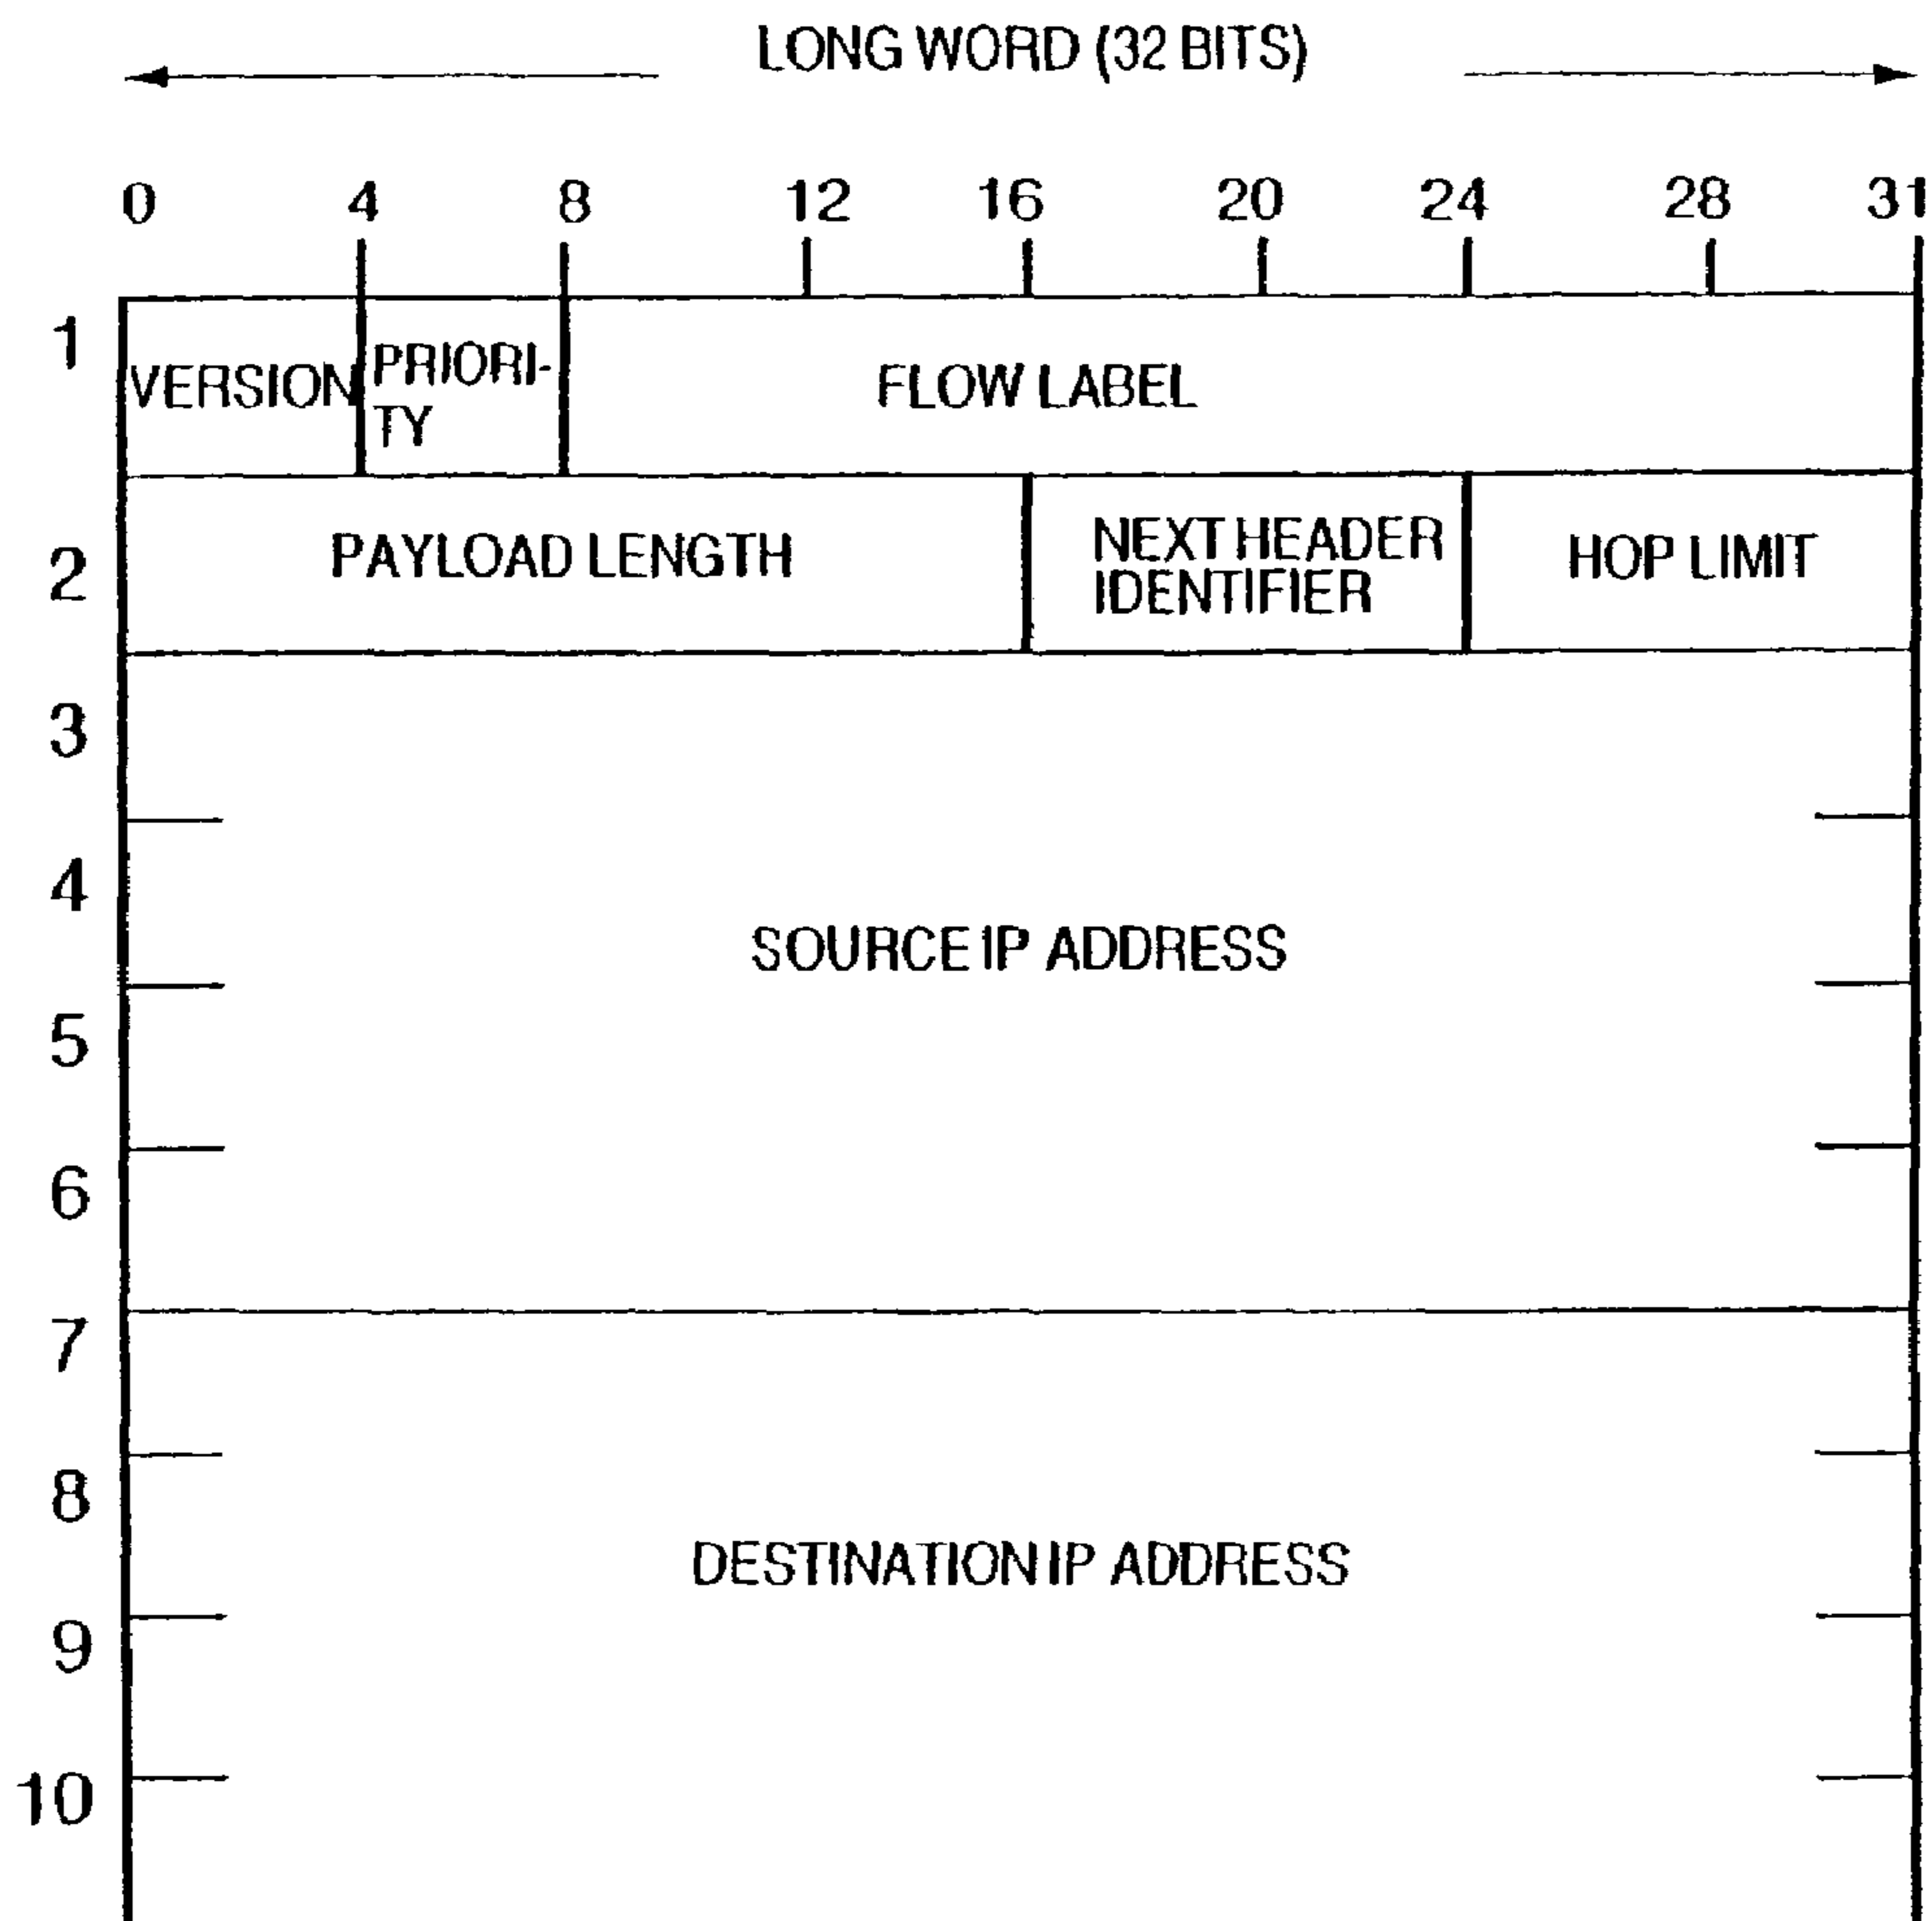 LONG WORD (32 BITS)
0 4 8 12 16 20 24 28 31
1
VERSION
PRIORI-
TY
FLOW LABEL
2
PAYLOAD LENGTH
NEXT HEADER
IDENTIFIER
HOP LIMIT
3
4
SOURCE IP ADDRESS
5
6
7
8
DESTINATION IP ADDRESS
9
10